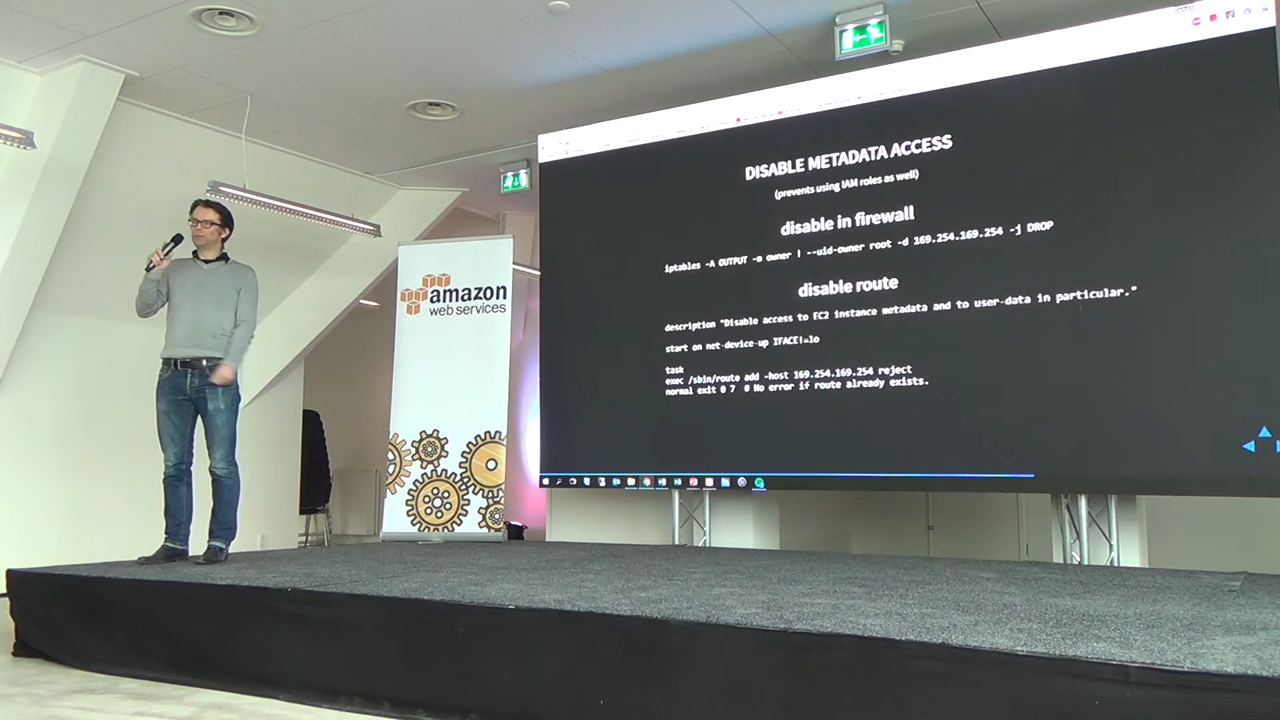 DISABLE METADATA ACCESS
(prevents using IAM roles as well)
disable in firewall
iptables -A OUTPUT -m owner ! --uid-owner root -d 169.254.169.254 -j DROP
disable route
description "Disable access to EC2 instance metadata and to user-data in particular."
start on net-device-up IFACE!=lo
task
exec /sbin/route add -host 169.254.169.254 reject
normal exit 0 7 # No error if route already exists.
amazon
web services